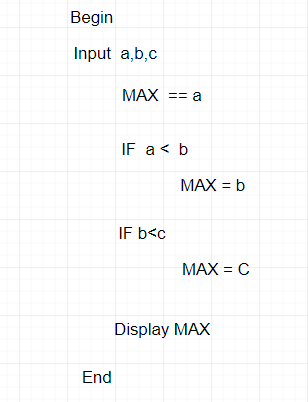 Begin
Input a,b,c
MAX == a
IF a < b
MAX = b
IF b<c
MAX = C
Display MAX
End